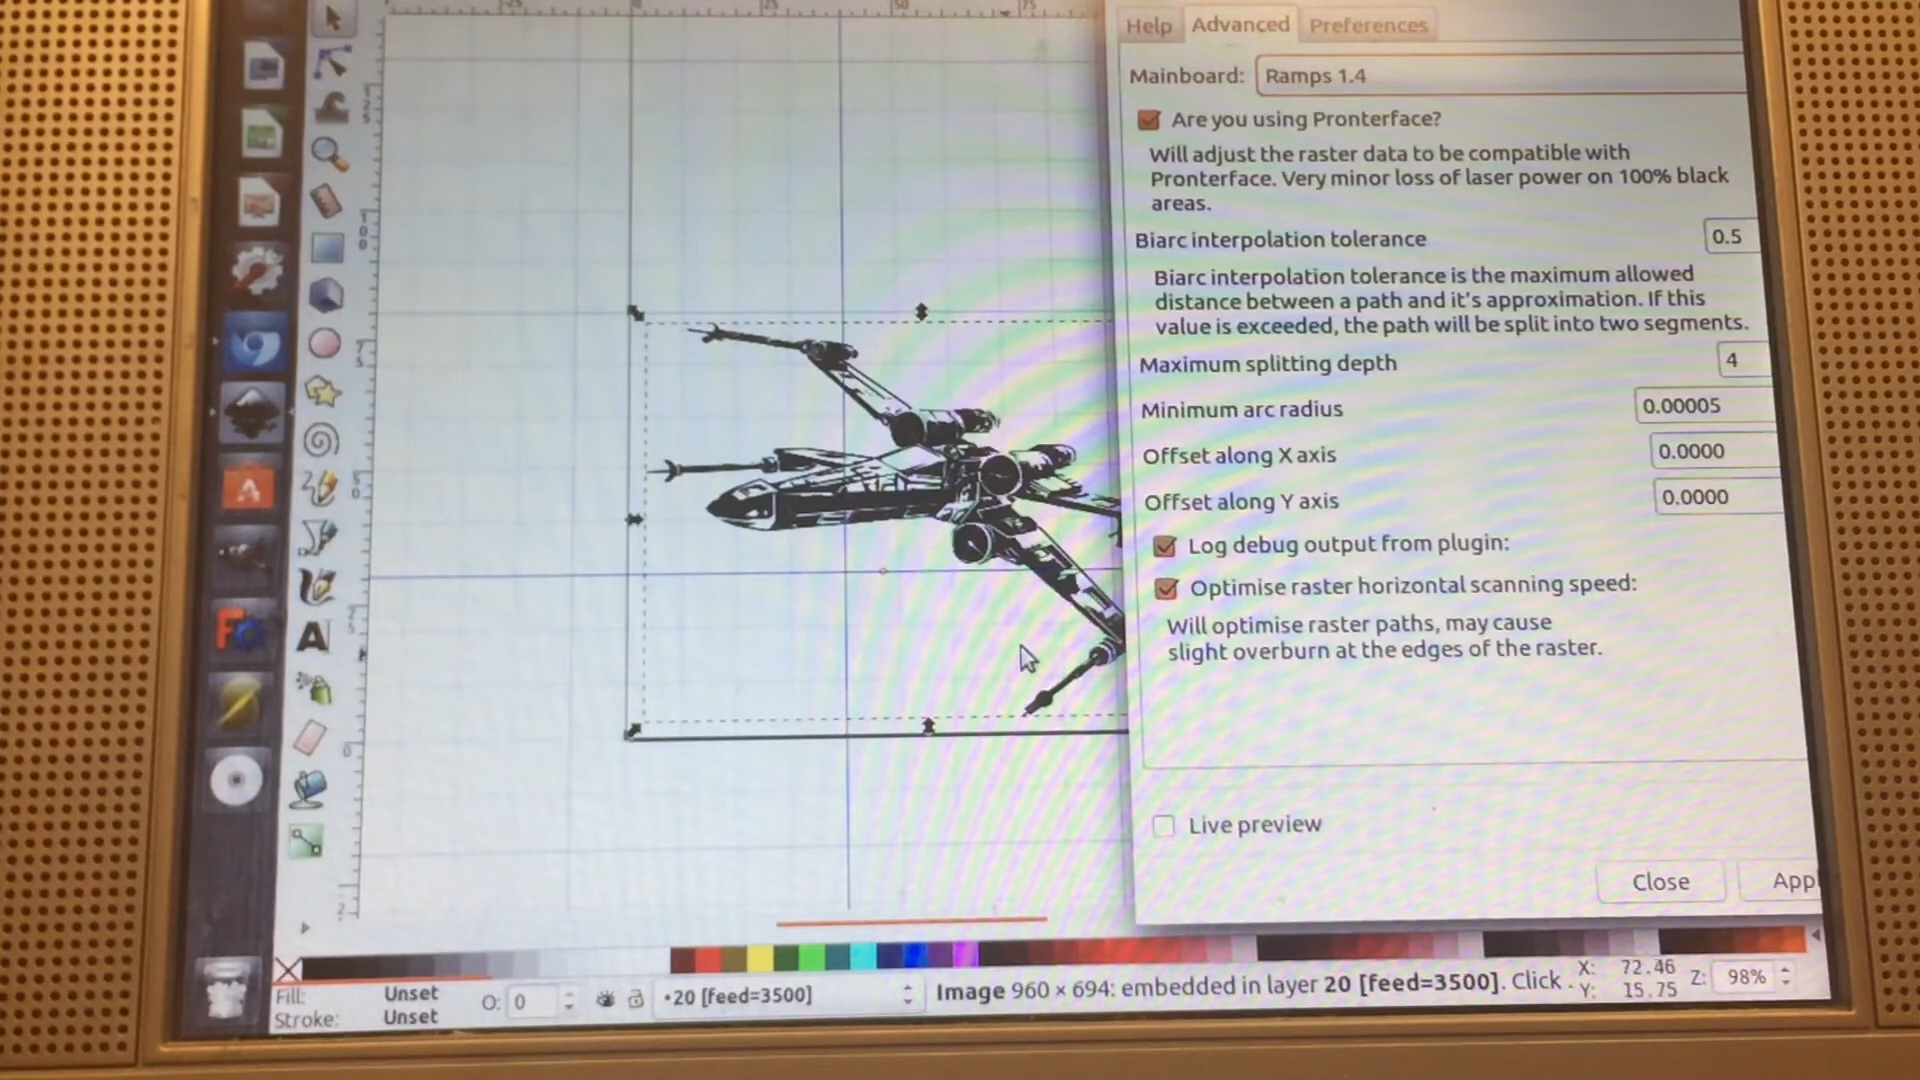 Help Advanced Preferences
Mainboard: Ramps 1.4
Are you using Pronterface?
Will adjust the raster data to be compatible with
Pronterface. Very minor loss of laser power on 100% black
areas.
Biarc interpolation tolerance 0.5
Biarc interpolation tolerance is the maximum allowed
distance between a path and it's approximation. If this
value is exceeded, the path will be split into two segments.
Maximum splitting depth 4
Minimum arc radius 0.00005
Offset along X axis 0.0000
Offset along Y axis 0.0000
Log debug output from plugin:
Optimise raster horizontal scanning speed:
Will optimise raster paths, may cause
slight overburn at the edges of the raster.
Live preview
Close App
Fill: Unset
Stroke: Unset
O: 0
•20 [feed=3500]
Image 960 × 694: embedded in layer 20 [feed=3500]. Click
X: 72.46
Y: 15.75
Z: 98%